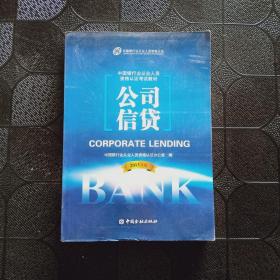 中国银行业从业人员
资格认证考试教材
公司
信贷
CORPORATE LENDING
中国银行业从业人员资格认证办公室 编
BANK
中国金融出版社